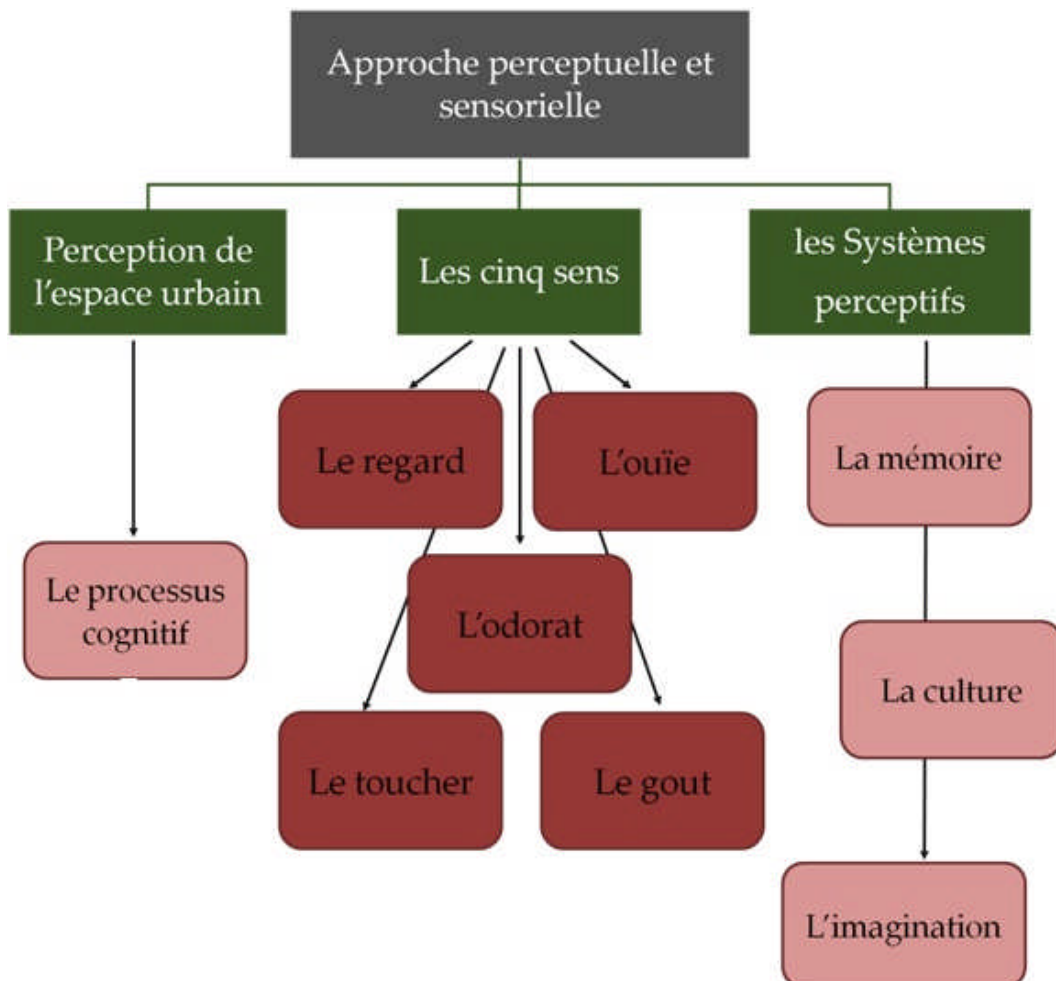 Approche perceptuelle et
sensorielle
Perception de
l'espace urbain
Les cinq sens
les Systèmes
perceptifs
Le regard
L'ouïe
La mémoire
Le processus
cognitif
L'odorat
La culture
Le toucher
Le gout
L'imagination